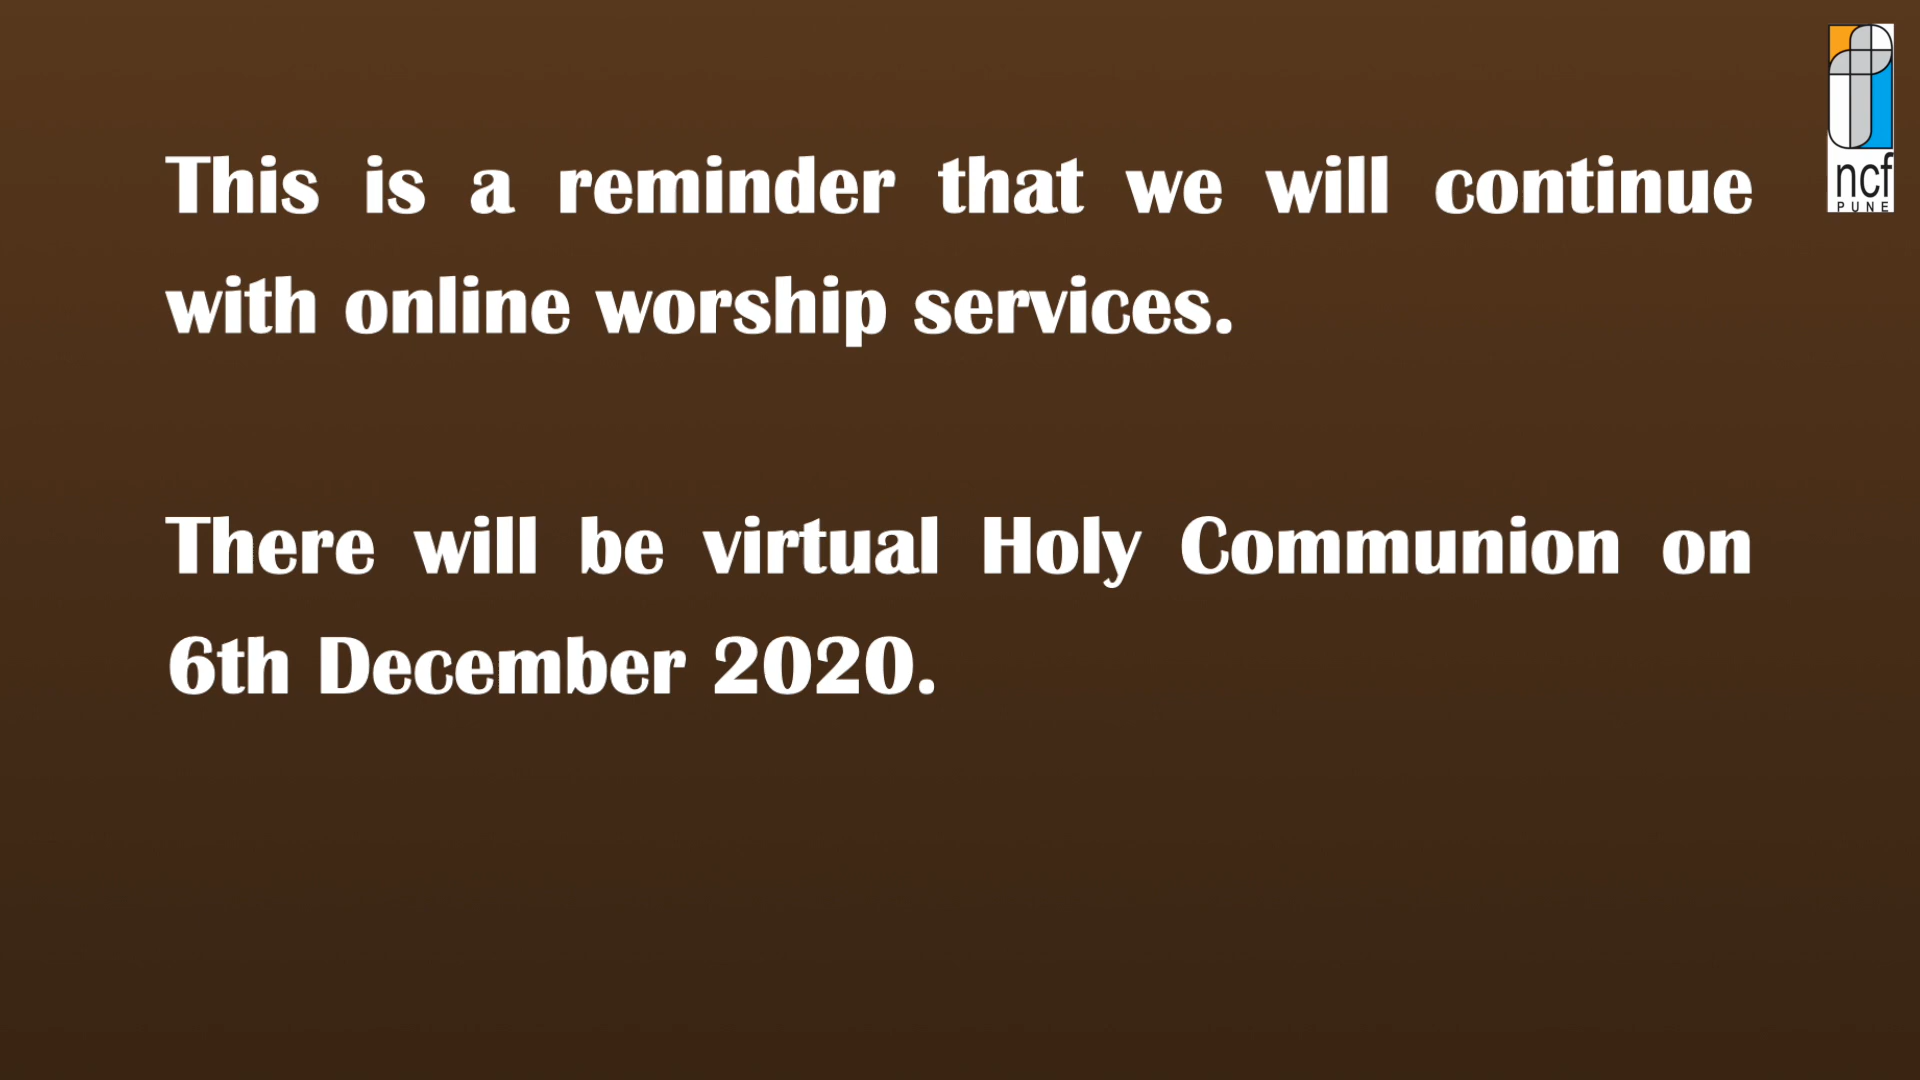 This is a reminder that we will continue
with online worship services.
There will be virtual Holy Communion on
6th December 2020.
ncf
PUNE